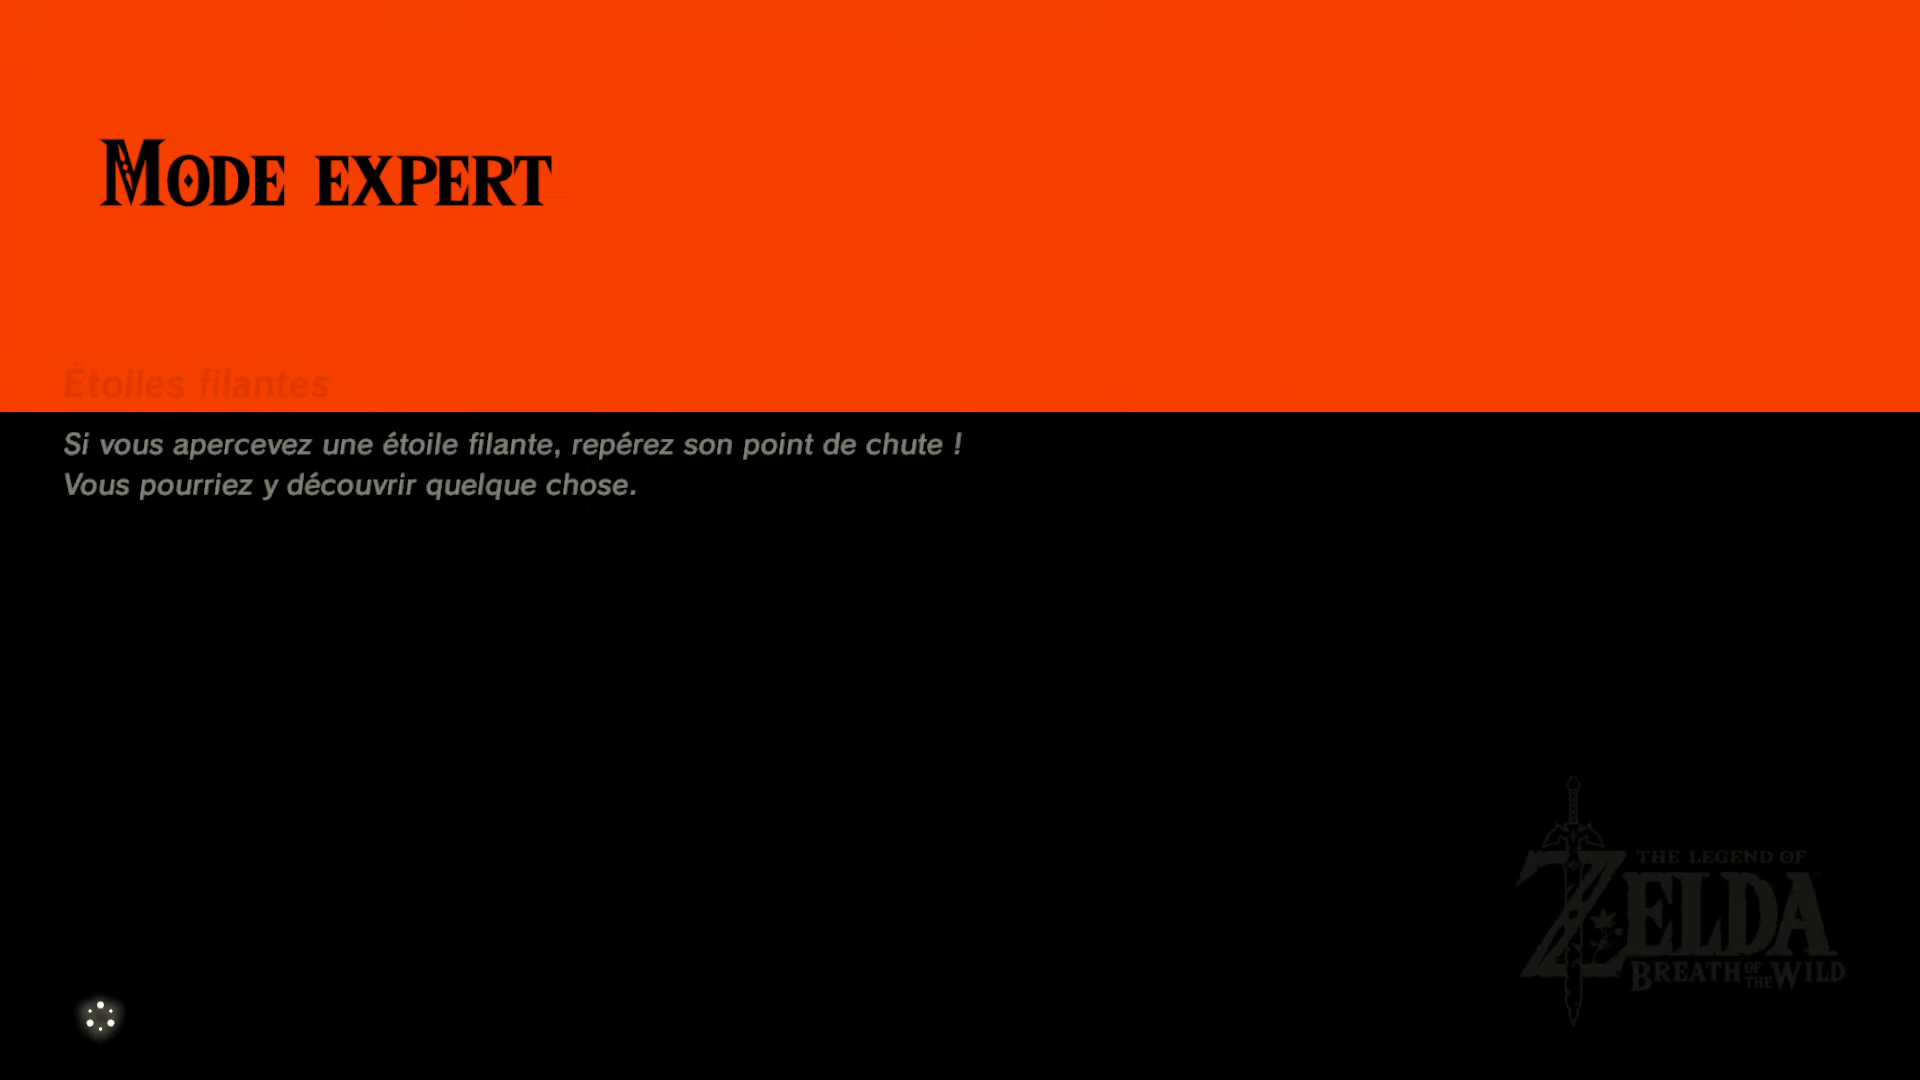 Mode expert
Étoiles filantes
Si vous apercevez une étoile filante, repérez son point de chute !
Vous pourriez y découvrir quelque chose.
THE LEGEND OF
ZELDA
BREATH OF THE WILD